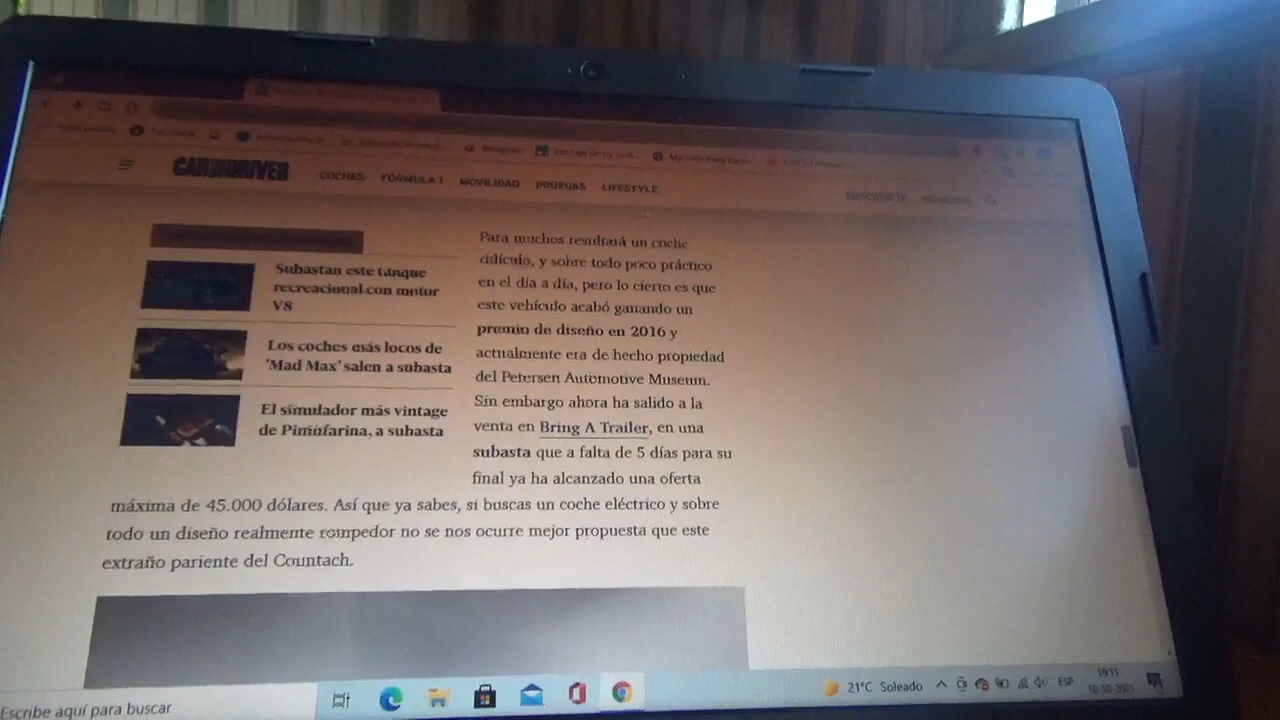 CAR AND DRIVER
COCHES FÓRMULA 1 MOVILIDAD PRUEBAS LIFESTYLE
SUSCRÍBETE
Subastan este tanque
recreacional con motor
V8
Los coches más locos de
'Mad Max' salen a subasta
El simulador más vintage
de Pininfarina, a subasta
Para muchos resultará un coche
ridículo, y sobre todo poco práctico
en el día a día, pero lo cierto es que
este vehículo acabó ganando un
premio de diseño en 2016 y
actualmente era de hecho propiedad
del Petersen Automotive Museum.
Sin embargo ahora ha salido a la
venta en Bring A Trailer, en una
subasta que a falta de 5 días para su
final ya ha alcanzado una oferta
máxima de 45.000 dólares. Así que ya sabes, si buscas un coche eléctrico y sobre
todo un diseño realmente rompedor no se nos ocurre mejor propuesta que este
extraño pariente del Countach.
Escribe aquí para buscar
21°C Soleado
ESP
19:11